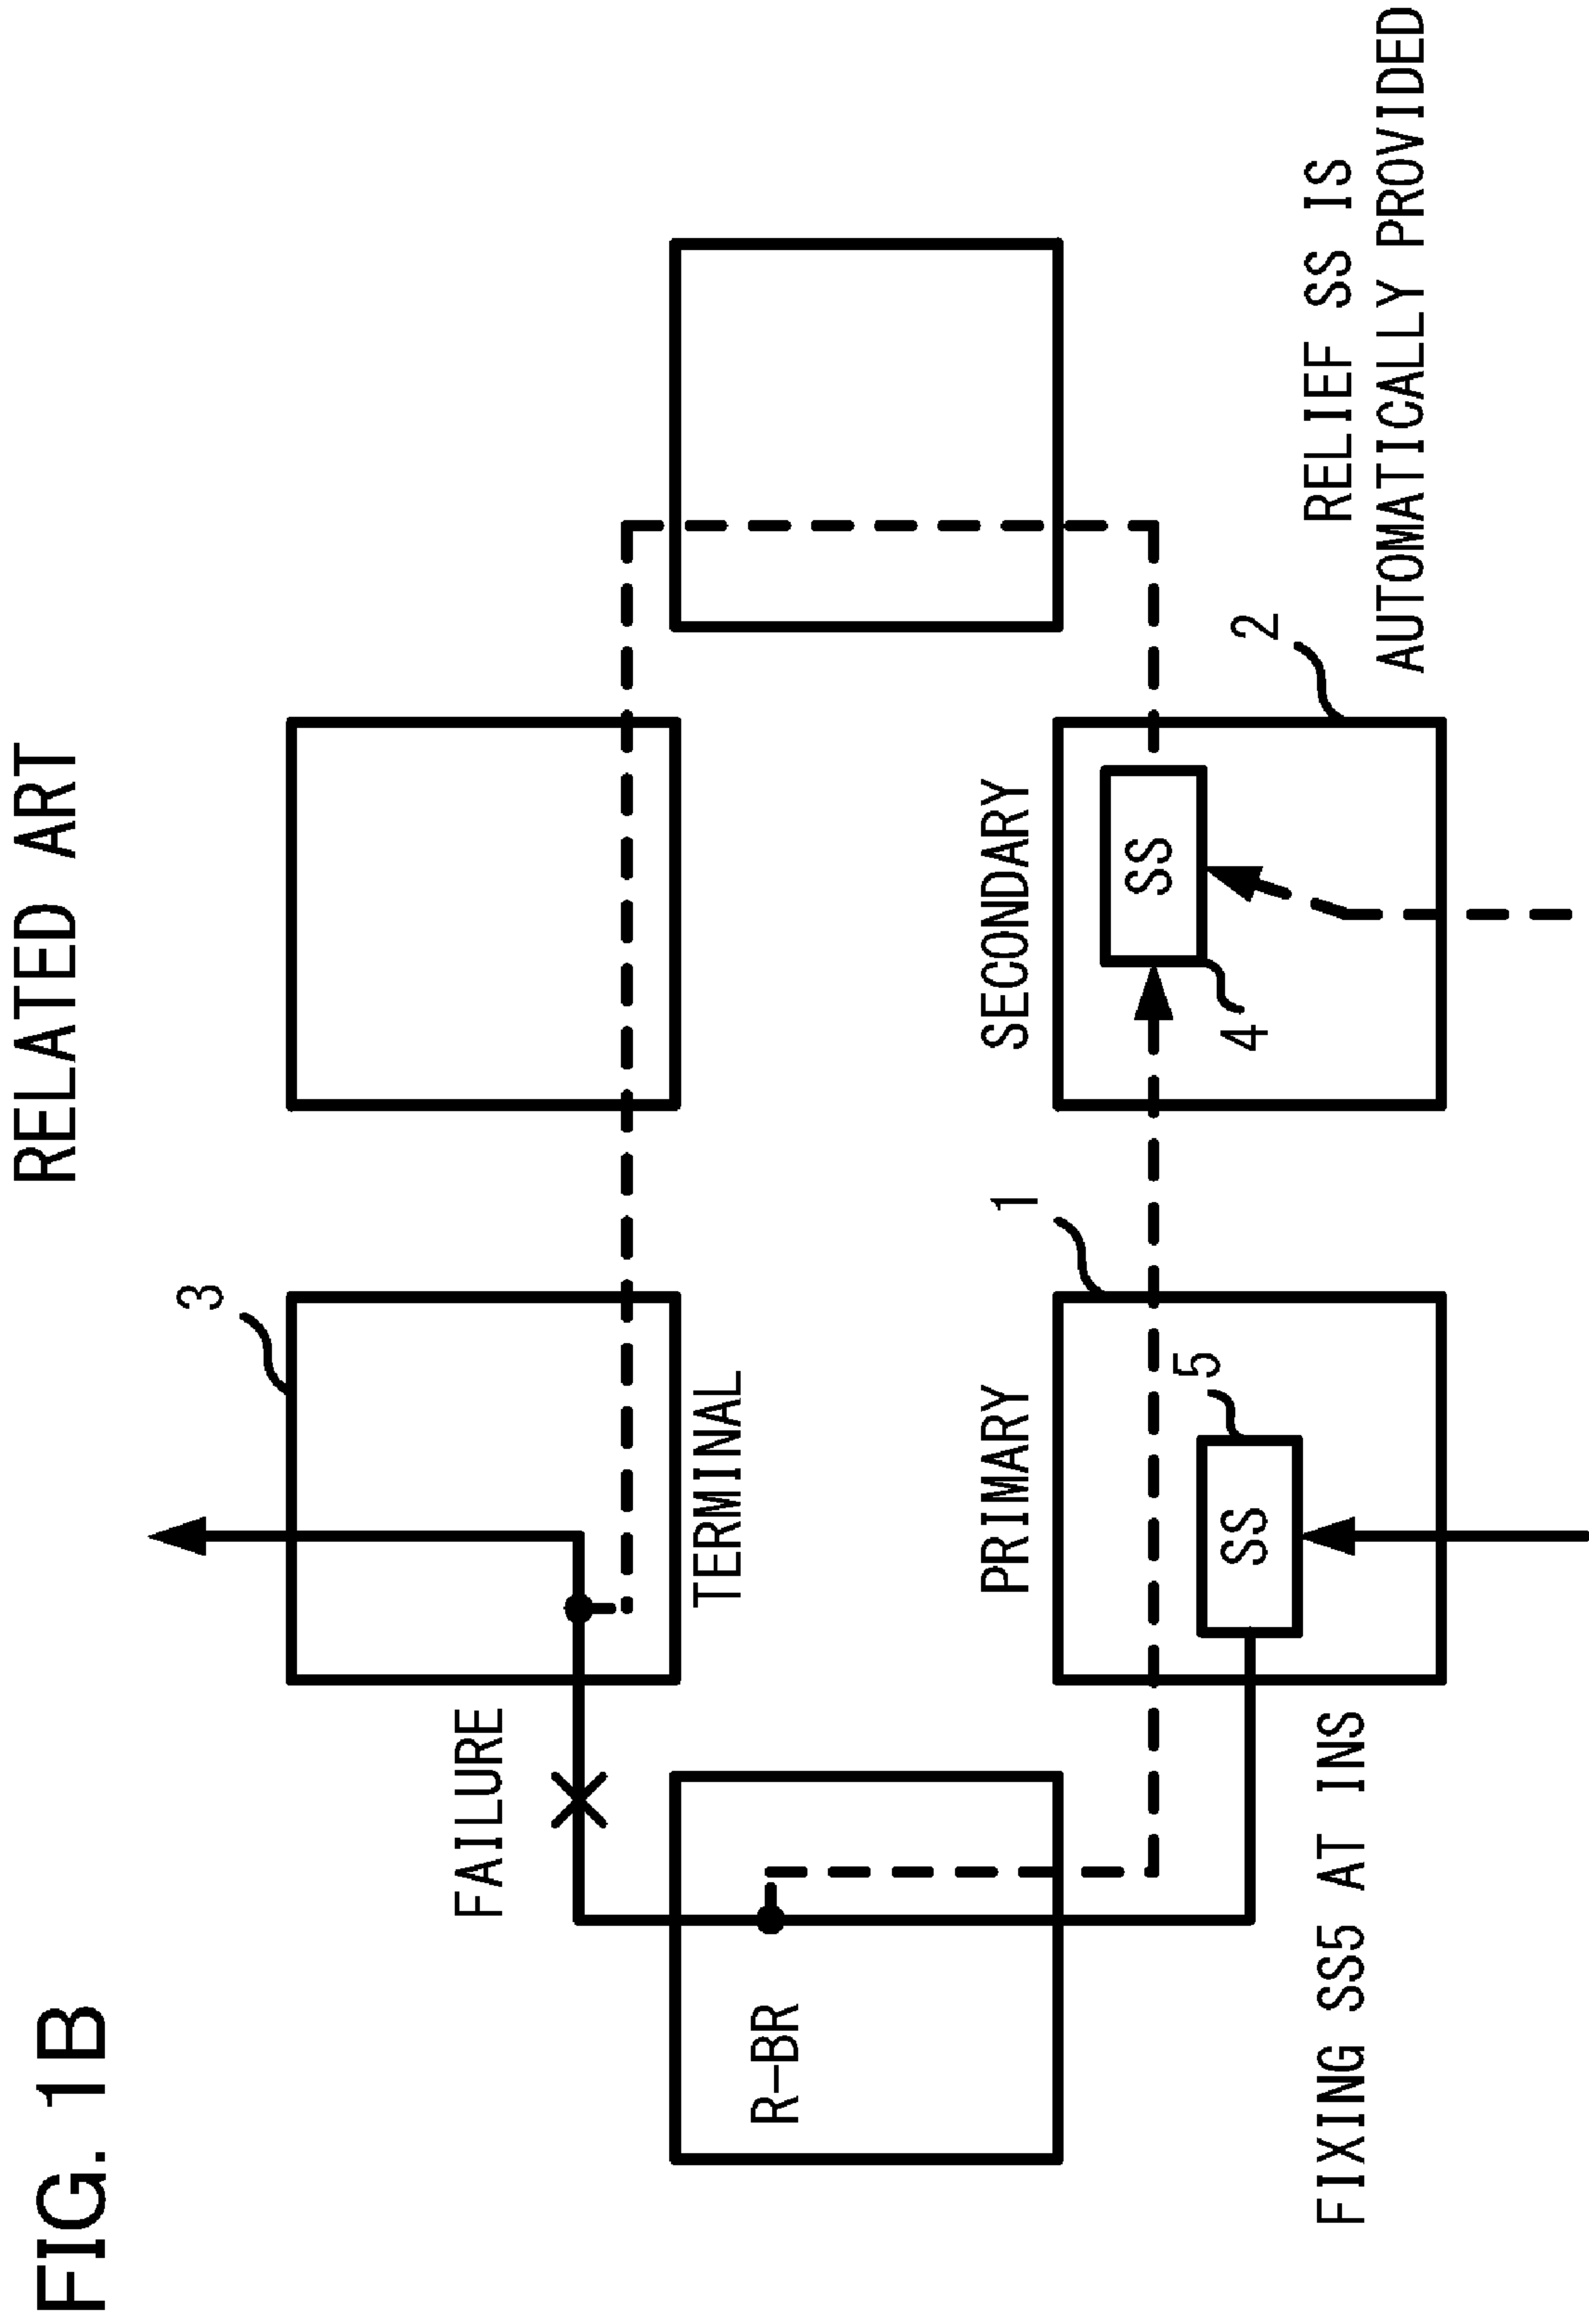 FIG. 1B
RELATED ART
3
FAILURE
TERMINAL
R-BR
PRIMARY
1
SECONDARY
5
SS
4
SS
2
FIXING SS5 AT INS
RELIEF SS IS
AUTOMATICALLY PROVIDED